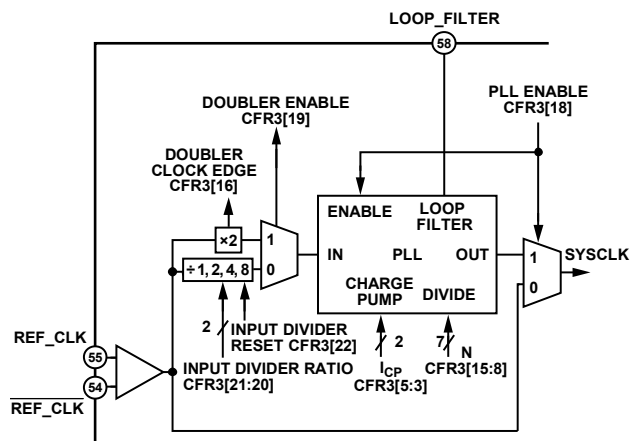 LOOP_FILTER
58
DOUBLER ENABLE
CFR3[19]
PLL ENABLE
CFR3[18]
DOUBLER
CLOCK EDGE
CFR3[16]
ENABLE
LOOP
FILTER
×2
1
0
IN
PLL
OUT
1
0
SYSCLK
÷ 1, 2, 4, 8
CHARGE
PUMP
DIVIDE
2
INPUT DIVIDER
RESET CFR3[22]
2
7
REF_CLK
55
INPUT DIVIDER RATIO
CFR3[21:20]
ICP
CFR3[5:3]
N
CFR3[15:8]
54
REF_CLK